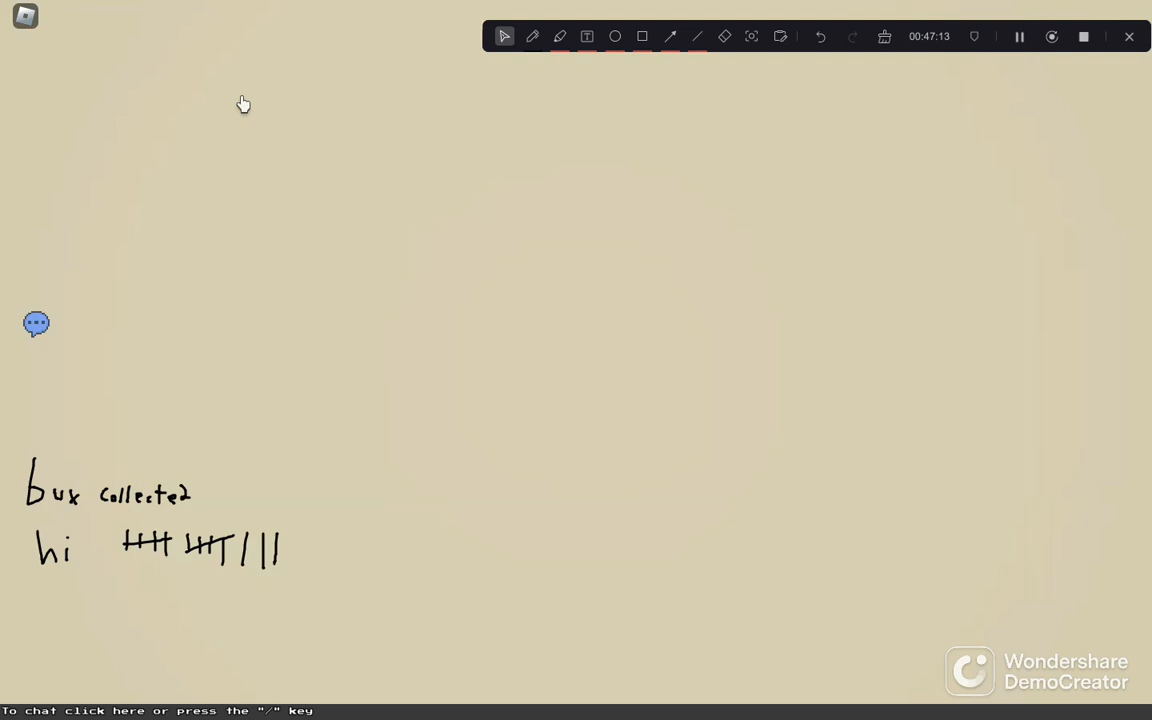 00:47:13
bux collected
hi
Wondershare
DemoCreator
To chat click here or press the "/" key